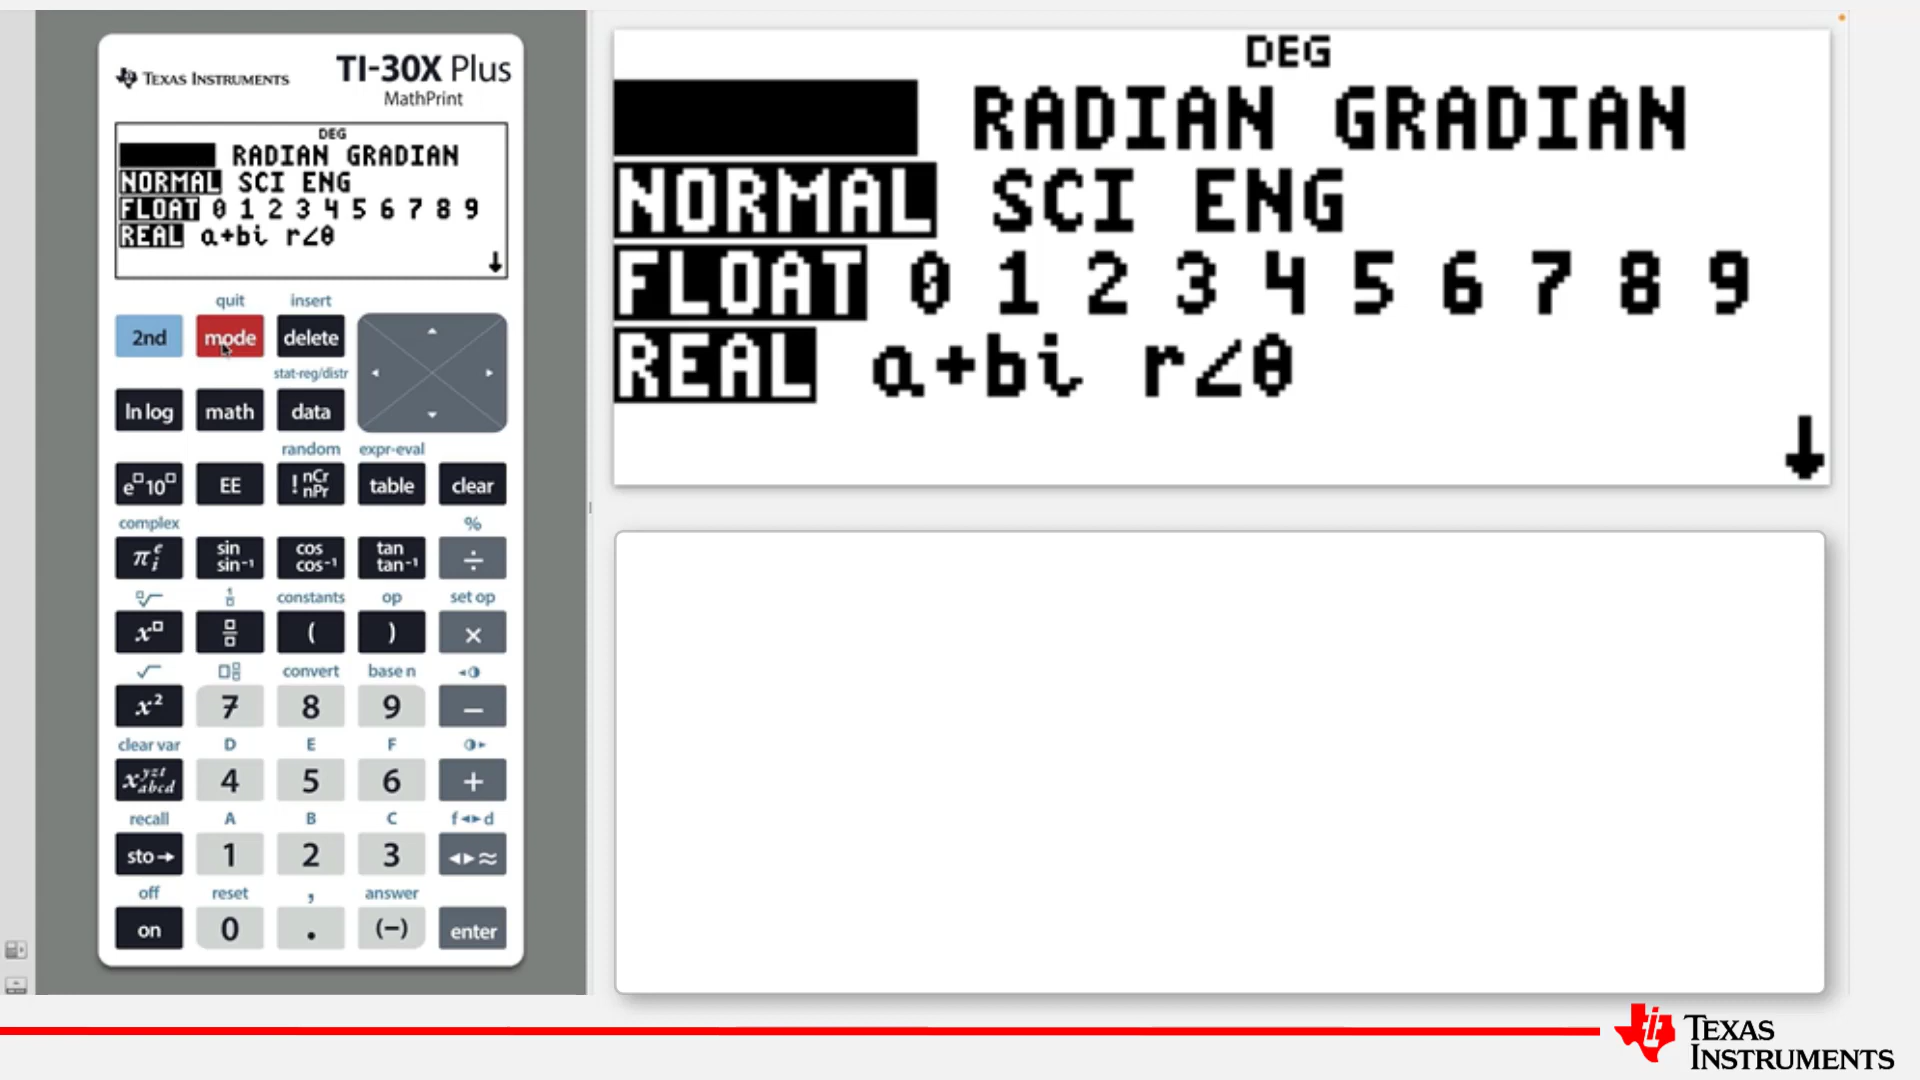 TEXAS INSTRUMENTS
TI-30X Plus
MathPrint
DEG
RADIAN GRADIAN
NORMAL SCI ENG
FLOAT 0 1 2 3 4 5 6 7 8 9
REAL a+bi r∠θ
↓
quit insert
2nd mode delete
stat-reg/distr
ln log math data
random expr-eval
e□10□ EE ! nCr nPr table clear
complex %
π e i sin sin⁻¹ cos cos⁻¹ tan tan⁻¹ ÷
□√ 1/□ constants op set op
x□ □/□ ( ) ×
√ □□/□ convert base n ◂◑
x² 7 8 9 −
clear var D E F ◑▸
x yzt abcd 4 5 6 +
recall A B C f◂▸d
sto→ 1 2 3 ◂▸≈
off reset , answer
on 0 . (−) enter
DEG
RADIAN GRADIAN
NORMAL SCI ENG
FLOAT 0 1 2 3 4 5 6 7 8 9
REAL a+bi r∠θ
↓
TEXAS
INSTRUMENTS